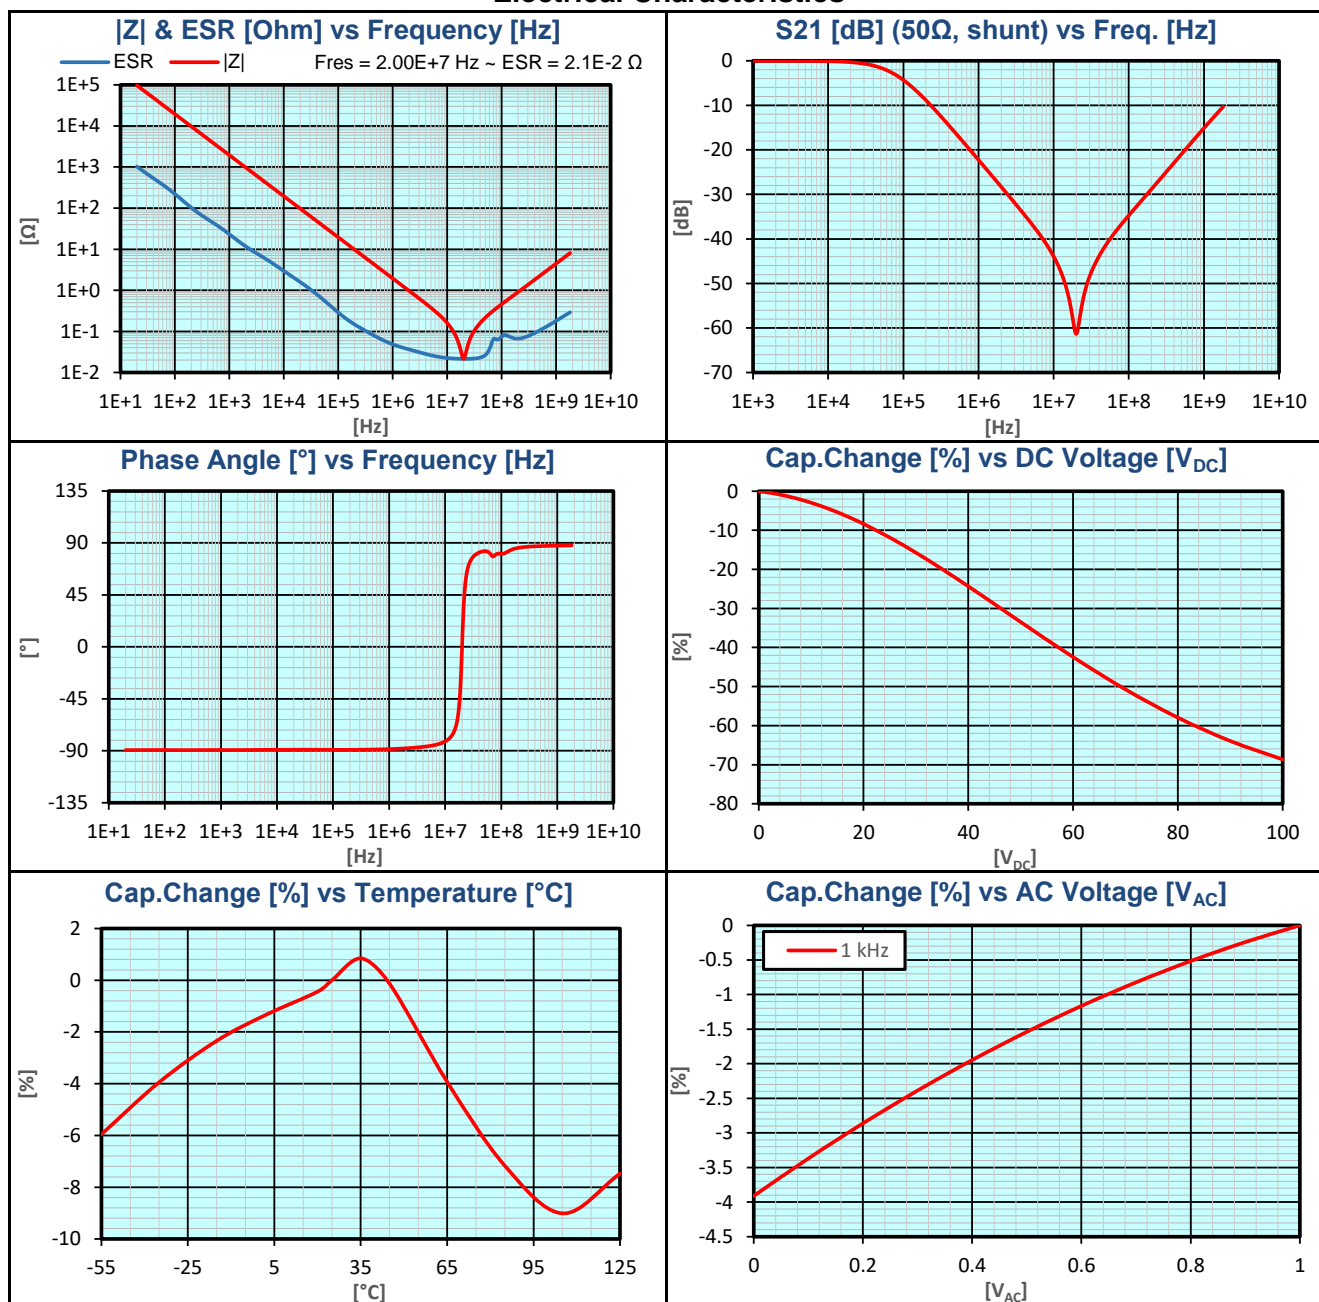 |Z| & ESR [Ohm] vs Frequency [Hz]
ESR |Z| Fres = 2.00E+7 Hz ~ ESR = 2.1E-2 Ω
1E+5
1E+4
1E+3
1E+2
1E+1
1E+0
1E-1
1E-2
[Ω]
1E+1 1E+2 1E+3 1E+4 1E+5 1E+6 1E+7 1E+8 1E+9 1E+10
[Hz]
S21 [dB] (50Ω, shunt) vs Freq. [Hz]
0
-10
-20
-30
-40
-50
-60
-70
[dB]
1E+3 1E+4 1E+5 1E+6 1E+7 1E+8 1E+9 1E+10
[Hz]
Phase Angle [°] vs Frequency [Hz]
135
90
45
0
-45
-90
-135
[°]
1E+1 1E+2 1E+3 1E+4 1E+5 1E+6 1E+7 1E+8 1E+9 1E+10
[Hz]
Cap.Change [%] vs DC Voltage [VDC]
0
-10
-20
-30
-40
-50
-60
-70
-80
[%]
0 20 40 60 80 100
[VDC]
Cap.Change [%] vs Temperature [°C]
2
0
-2
-4
-6
-8
-10
[%]
-55 -25 5 35 65 95 125
[°C]
Cap.Change [%] vs AC Voltage [VAC]
1 kHz
0
-0.5
-1
-1.5
-2
-2.5
-3
-3.5
-4
-4.5
[%]
0 0.2 0.4 0.6 0.8 1
[VAC]